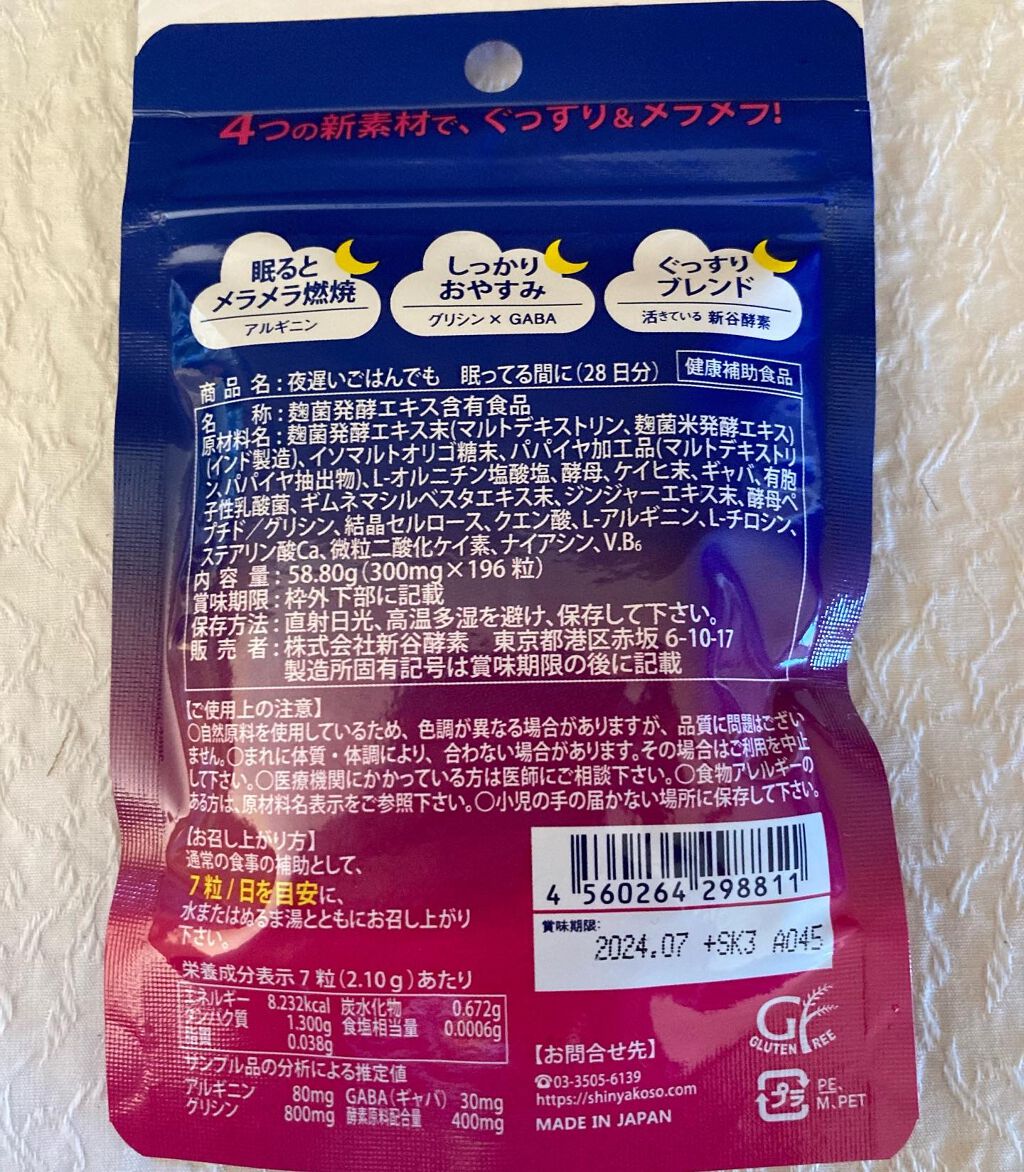 4つの新素材で、ぐっすり&メラメラ!
眠ると
メラメラ燃焼
アルギニン
しっかり
おやすみ
グリシン× GABA
ぐっすり
ブレンド
活きている 新谷酵素
商品名:夜遅いごはんでも 眠ってる間に(28日分)
健康補助食品
名称:麹菌発酵エキス含有食品
原材料名:麹菌発酵エキス末(マルトデキストリン、麹菌米発酵エキス)
(インド製造)、イソマルトオリゴ糖末、パパイヤ加工品(マルトデキストリ
ン、パパイヤ抽出物)、L-オルニチン塩酸塩、酵母、ケイヒ末、ギャバ、有胞
子性乳酸菌、ギムネマシルベスタエキス末、ジンジャーエキス末、酵母ペ
プチド/グリシン、結晶セルロース、クエン酸、L-アルギニン、L-チロシン、
ステアリン酸Ca、微粒二酸化ケイ素、ナイアシン、V.B₆
内容量:58.80g(300mg×196粒)
賞味期限:枠外下部に記載
保存方法:直射日光、高温多湿を避け、保存して下さい。
販売者:株式会社新谷酵素 東京都港区赤坂6-10-17
製造所固有記号は賞味期限の後に記載
【ご使用上の注意】
〇自然原料を使用しているため、色調が異なる場合がありますが、品質に問題はござい
ません。〇まれに体質・体調により、合わない場合があります。その場合はご利用を中止
して下さい。〇医療機関にかかっている方は医師にご相談下さい。〇食物アレルギーの
ある方は、原材料名表示をご参照下さい。〇小児の手の届かない場所に保存して下さい。
【お召し上がり方】
通常の食事の補助として、
7粒/日を目安に、
水またはぬるま湯とともにお召し上がり
下さい。
4 560264 298811
賞味期限:
2024.07 +SK3 A045
栄養成分表示 7粒(2.10g)あたり
エネルギー 8.232kcal 炭水化物 0.672g
タンパク質 1.300g 食塩相当量 0.0006g
脂質 0.038g
サンプル品の分析による推定値
アルギニン 80mg GABA(ギャバ) 30mg
グリシン 800mg 酵素原料配合量 400mg
GLUTEN FREE
【お問合せ先】
☎03-3505-6139
https://shinyakoso.com
MADE IN JAPAN
プラ
PE、
M、PET